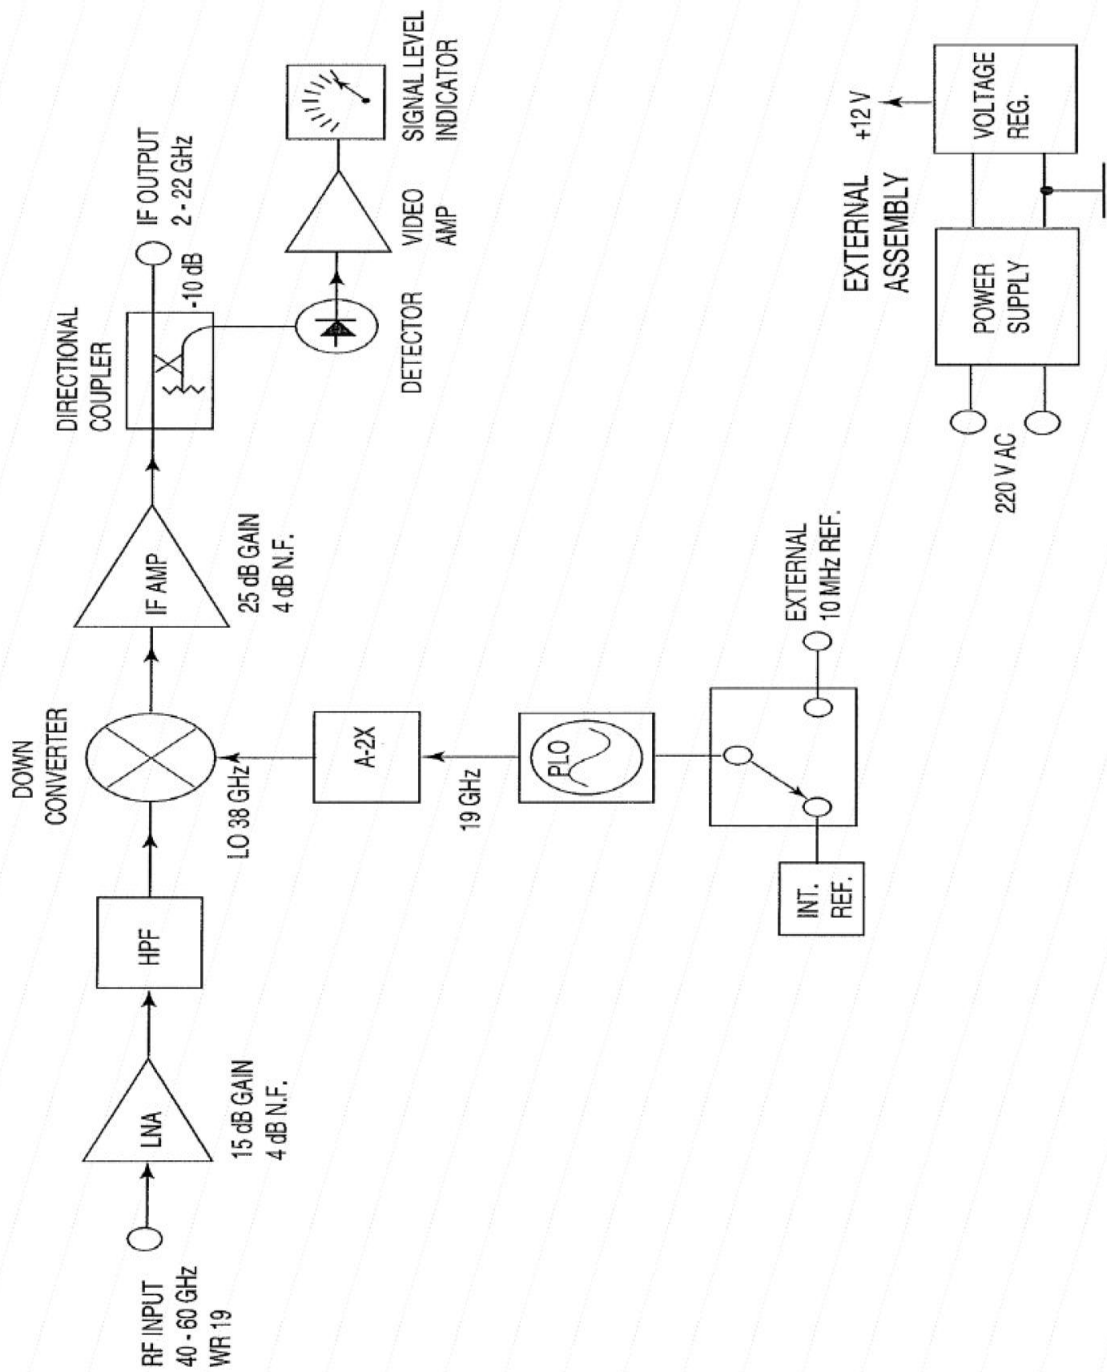 RF INPUT
40 - 60 GHz
WR 19
LNA
15 dB GAIN
4 dB N.F.
HPF
DOWN
CONVERTER
LO 38 GHz
A-2X
19 GHz
PLO
INT.
REF.
EXTERNAL
10 MHz REF.
IF AMP
25 dB GAIN
4 dB N.F.
DIRECTIONAL
COUPLER
-10 dB
IF OUTPUT
2 - 22 GHz
DETECTOR
VIDEO
AMP
SIGNAL LEVEL
INDICATOR
EXTERNAL
ASSEMBLY
220 V AC
POWER
SUPPLY
VOLTAGE
REG.
+12 V